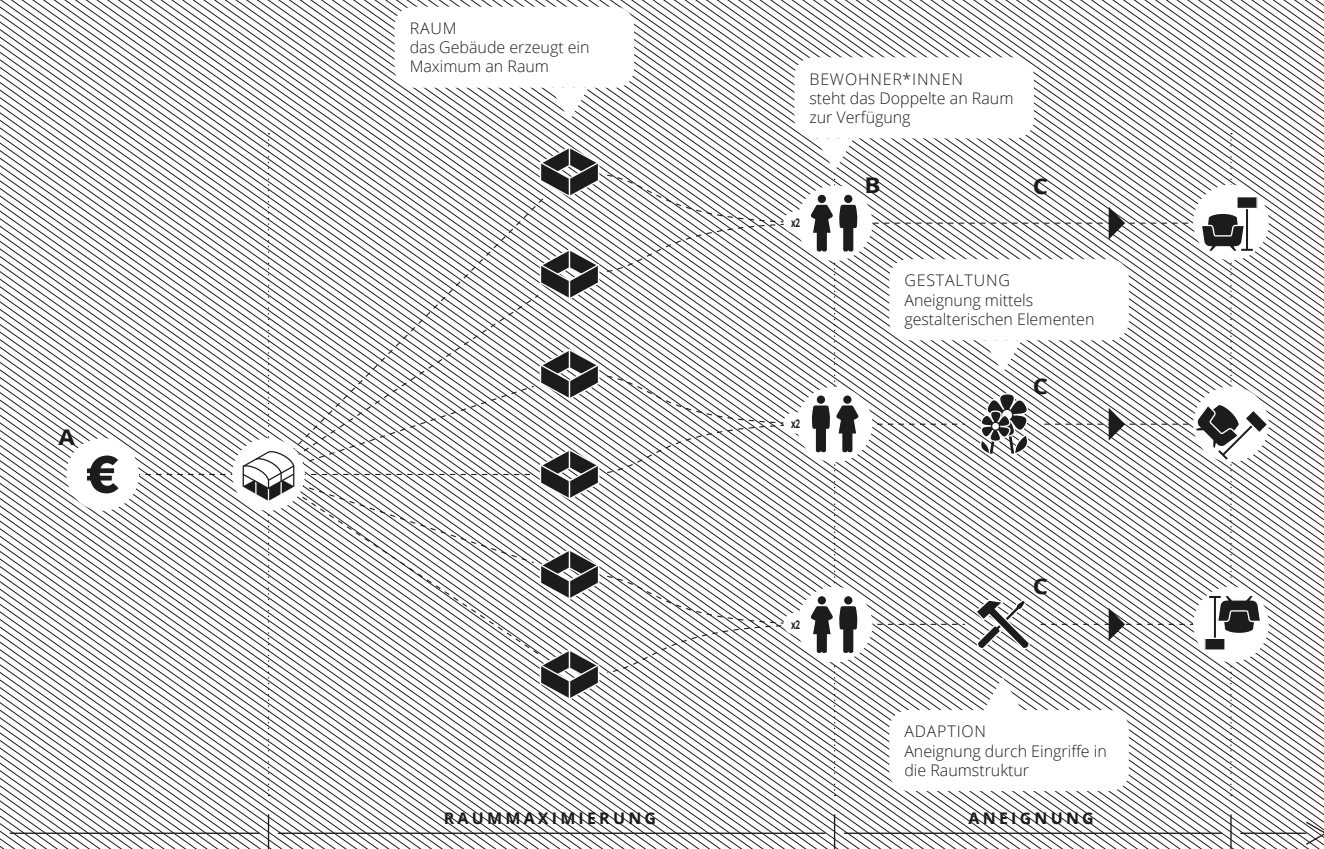 RAUM
das Gebäude erzeugt ein
Maximum an Raum
BEWOHNER*INNEN
steht das Doppelte an Raum
zur Verfügung
B
C
x2
GESTALTUNG
Aneignung mittels
gestalterischen Elementen
C
x2
A
€
C
x2
ADAPTION
Aneignung durch Eingriffe in
die Raumstruktur
RAUMMAXIMIERUNG
ANEIGNUNG